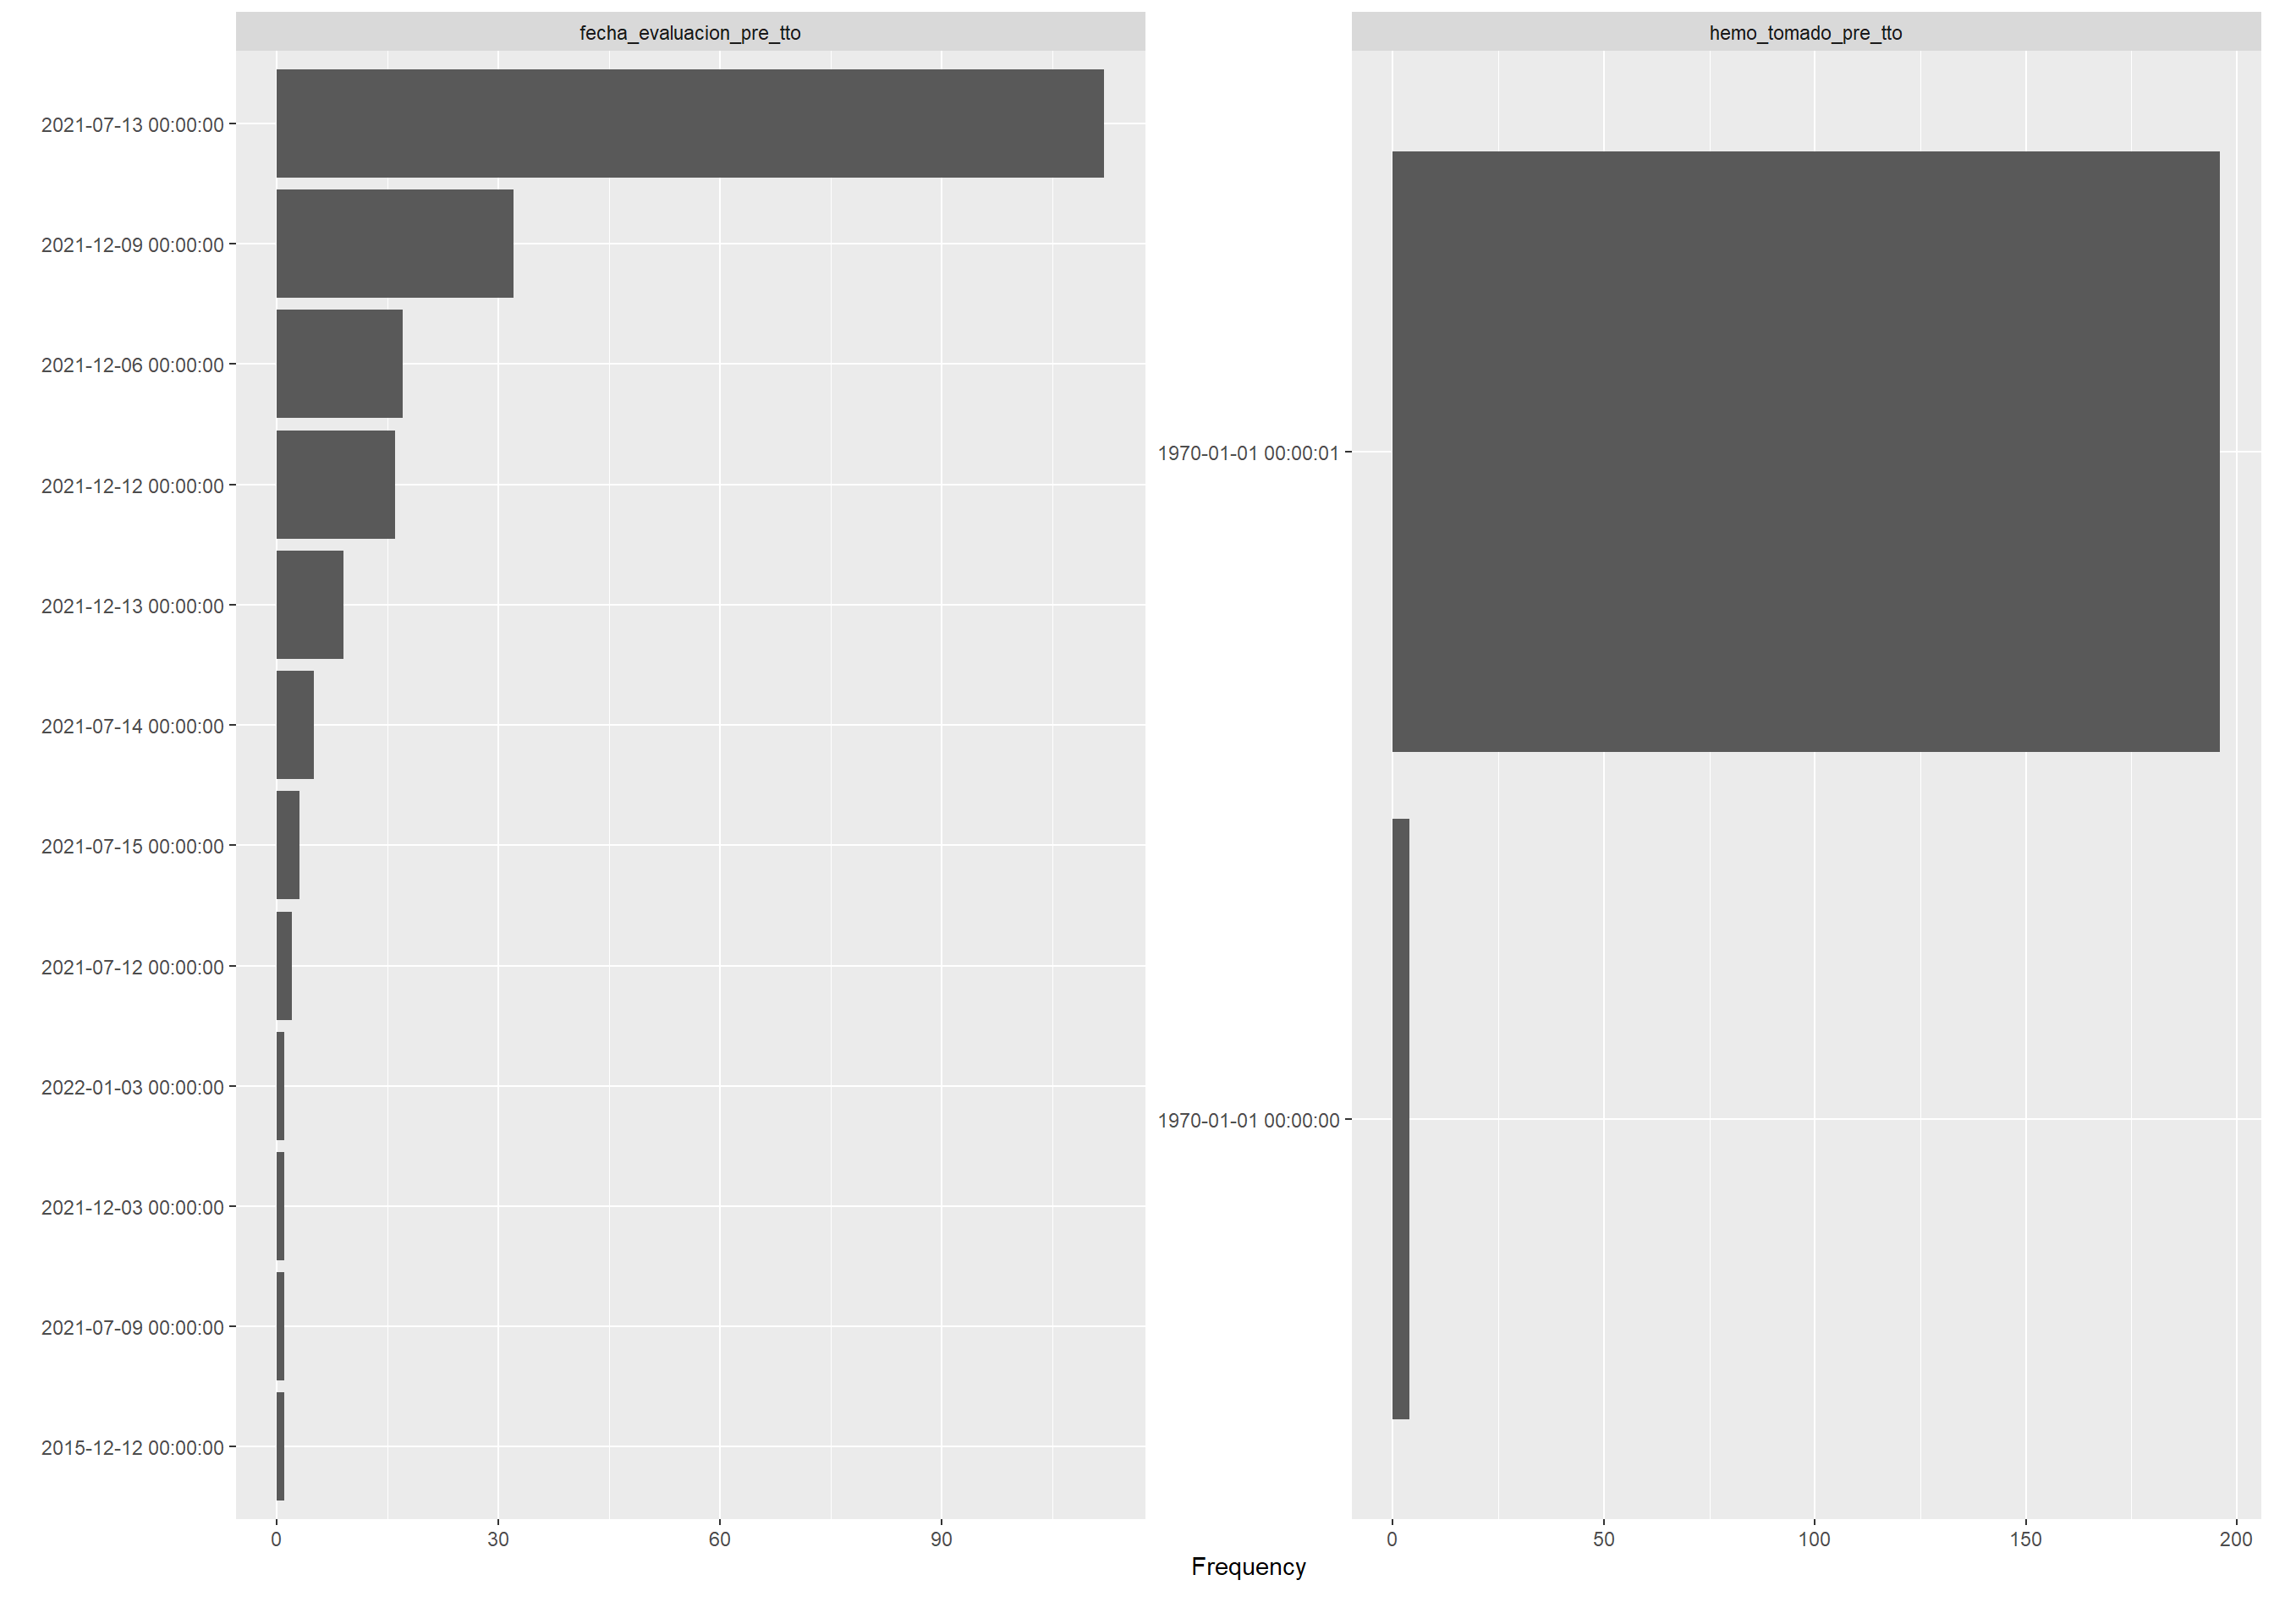 fecha_evaluacion_pre_tto
2021-07-13 00:00:00
2021-12-09 00:00:00
2021-12-06 00:00:00
2021-12-12 00:00:00
2021-12-13 00:00:00
2021-07-14 00:00:00
2021-07-15 00:00:00
2021-07-12 00:00:00
2022-01-03 00:00:00
2021-12-03 00:00:00
2021-07-09 00:00:00
2015-12-12 00:00:00
0 30 60 90
hemo_tomado_pre_tto
1970-01-01 00:00:01
1970-01-01 00:00:00
0 50 100 150 200
Frequency